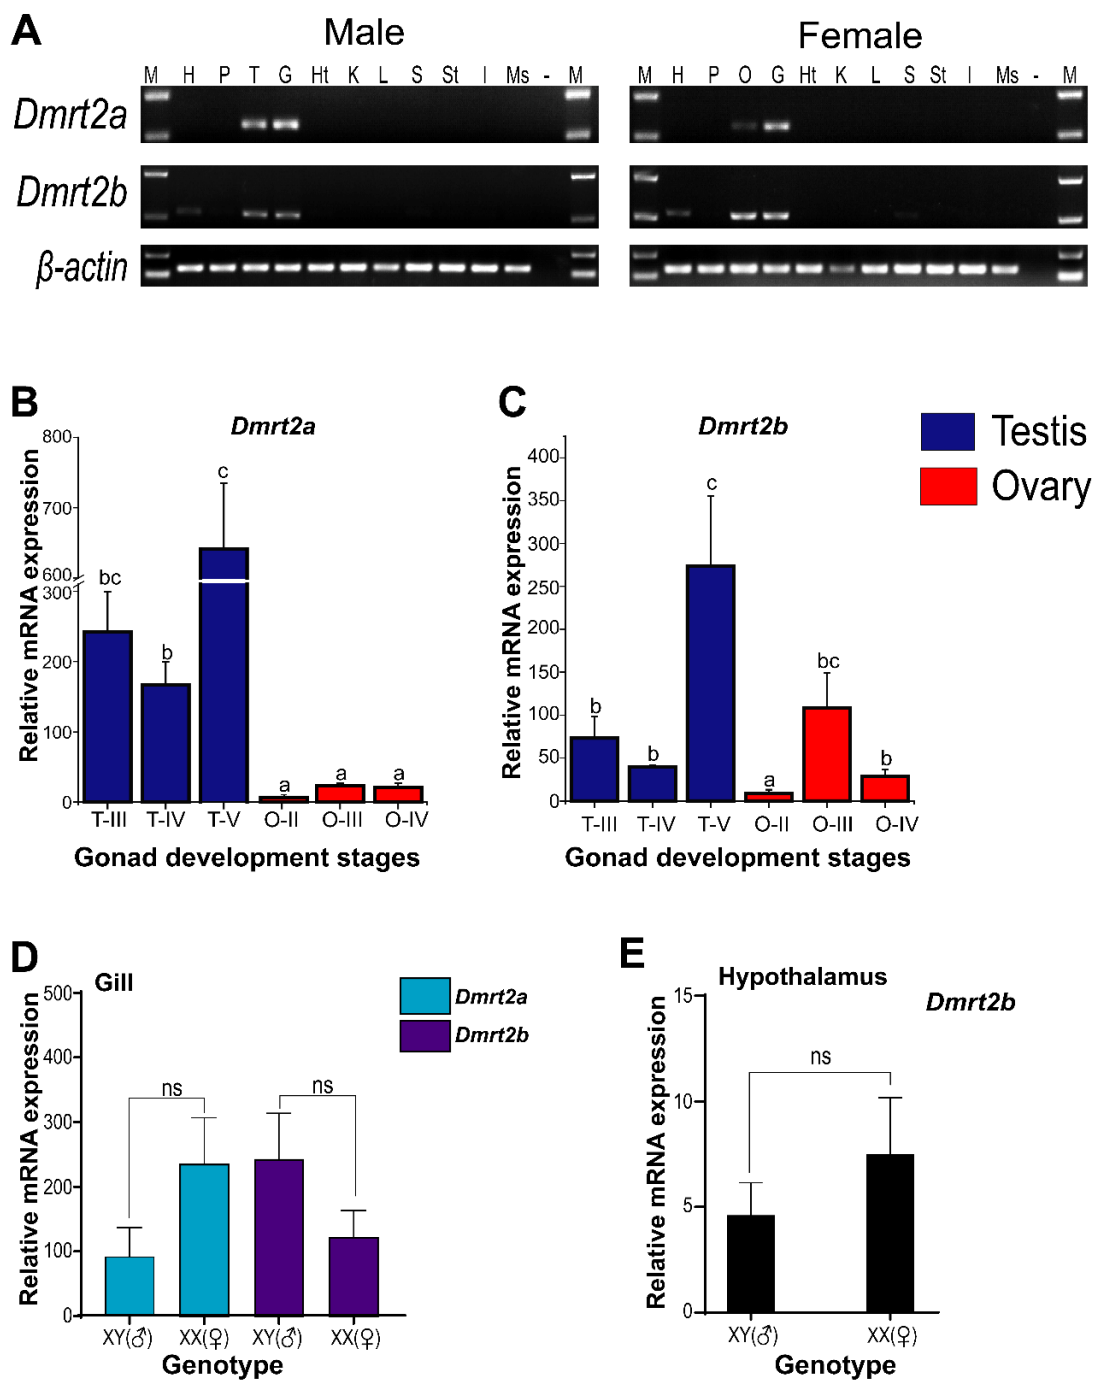 A
Male
Female
M H P T G Ht K L S St I Ms - M
M H P O G Ht K L S St I Ms - M
Dmrt2a
Dmrt2b
β-actin
B
Dmrt2a
Relative mRNA expression
800
700
600
300
200
100
0
bc
b
c
a
a
a
T-III T-IV T-V O-II O-III O-IV
Gonad development stages
C
Dmrt2b
Relative mRNA expression
400
350
300
250
200
150
100
50
0
b
b
c
a
bc
b
T-III T-IV T-V O-II O-III O-IV
Gonad development stages
Testis
Ovary
D
Gill
Relative mRNA expression
500
400
300
200
100
0
ns
ns
Dmrt2a
Dmrt2b
XY(♂) XX(♀) XY(♂) XX(♀)
Genotype
E
Hypothalamus
Dmrt2b
Relative mRNA expression
15
10
5
0
ns
XY(♂) XX(♀)
Genotype